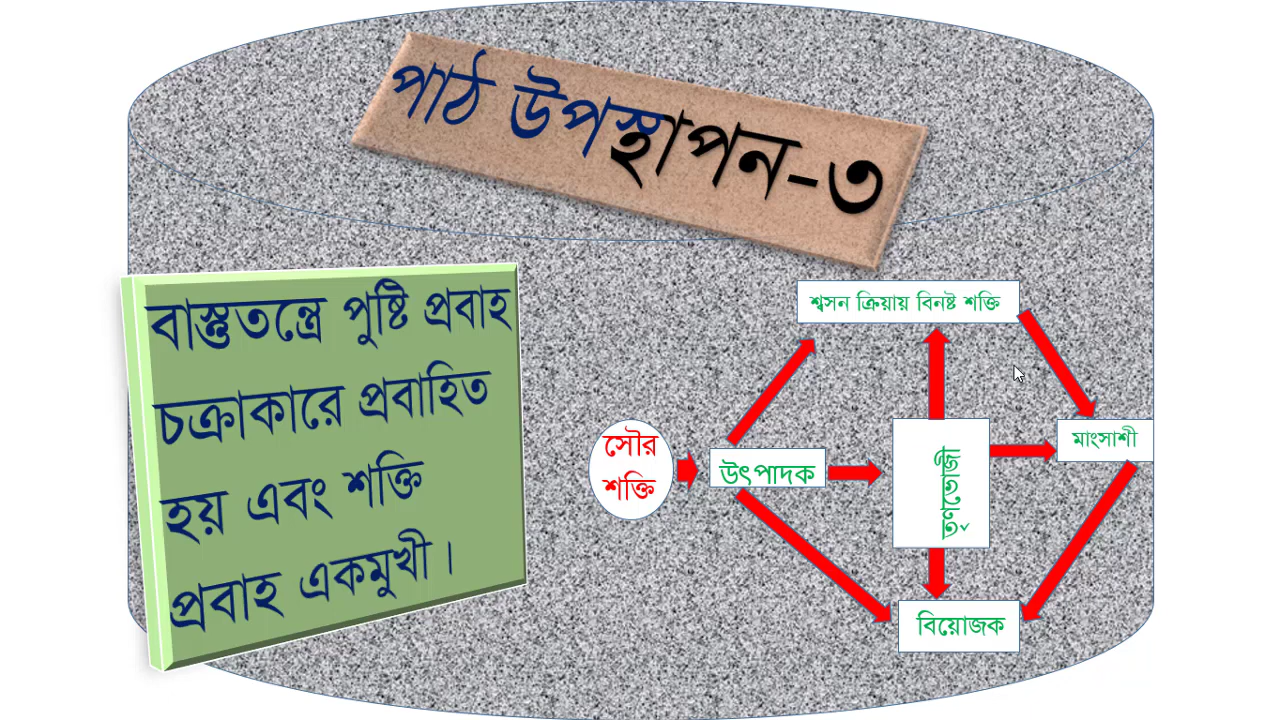 পাঠ উপস্থাপন-৩
বাস্তুতন্ত্রে পুষ্টি প্রবাহ
চক্রাকারে প্রবাহিত
হয় এবং শক্তি
প্রবাহ একমুখী।
শ্বসন ক্রিয়ায় বিনষ্ট শক্তি
সৌর
শক্তি
উৎপাদক
তৃণভোজী
মাংসাশী
বিয়োজক